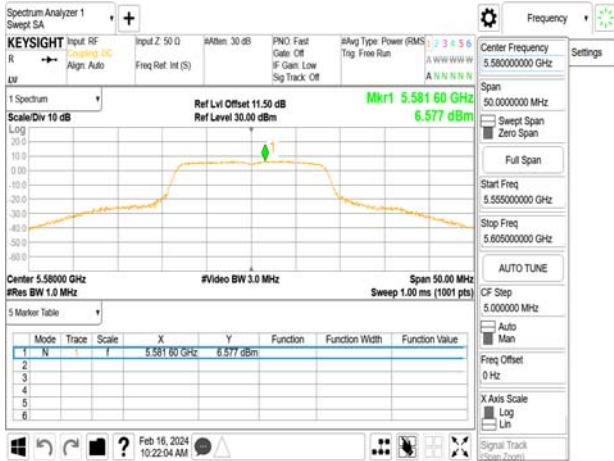 Spectrum Analyzer 1
Swept SA
Frequency
KEYSIGHT
Input: RF
Input Z: 50 Ω
#Atten: 30 dB
PNO: Fast
#Avg Type: Power (RMS)
1 2 3 4 5 6
Coupling: DC
Gate: Off
Trig: Free Run
Align: Auto
Freq Ref: Int (S)
IF Gain: Low
A WWWWW
Sig Track: Off
A N N N N N
R
LXI
Center Frequency
5.580000000 GHz
Settings
Span
50.0000000 MHz
Swept Span
Zero Span
Full Span
Start Freq
5.555000000 GHz
Stop Freq
5.605000000 GHz
AUTO TUNE
CF Step
5.000000 MHz
Auto
Man
Freq Offset
0 Hz
X Axis Scale
Log
Lin
Signal Track
(Span Zoom)
1 Spectrum
Scale/Div 10 dB
Ref Lvl Offset 11.50 dB
Ref Level 30.00 dBm
Mkr1 5.581 60 GHz
6.577 dBm
Log
20.0
10.0
0.00
-10.0
-20.0
-30.0
-40.0
-50.0
-60.0
1
Center 5.58000 GHz
#Video BW 3.0 MHz
Span 50.00 MHz
#Res BW 1.0 MHz
Sweep 1.00 ms (1001 pts)
5 Marker Table
Mode Trace Scale X Y Function Function Width Function Value
1 N 1 f 5.581 60 GHz 6.577 dBm
2
3
4
5
6
?
Feb 16, 2024
10:22:04 AM